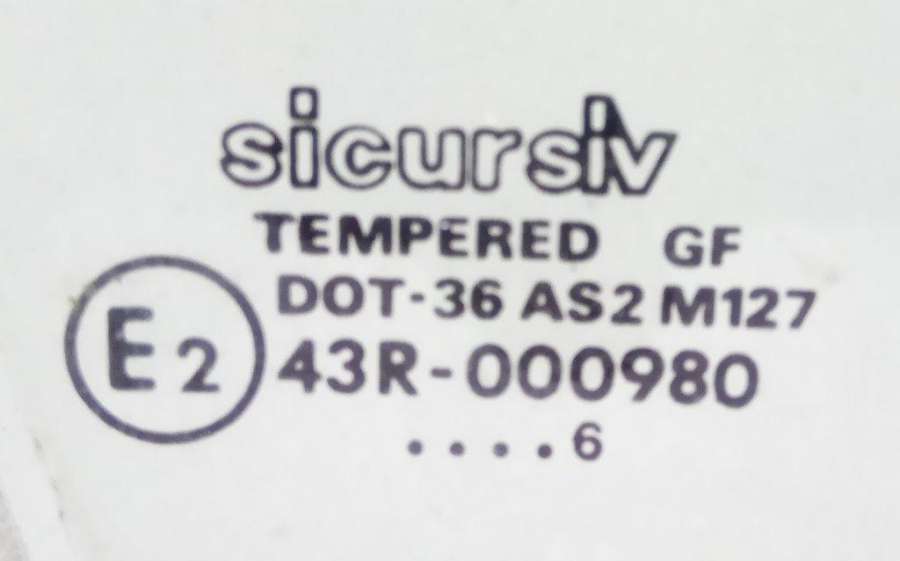 sicursiv
TEMPERED GF
DOT-36 AS2 M127
E2 43R-000980
....6